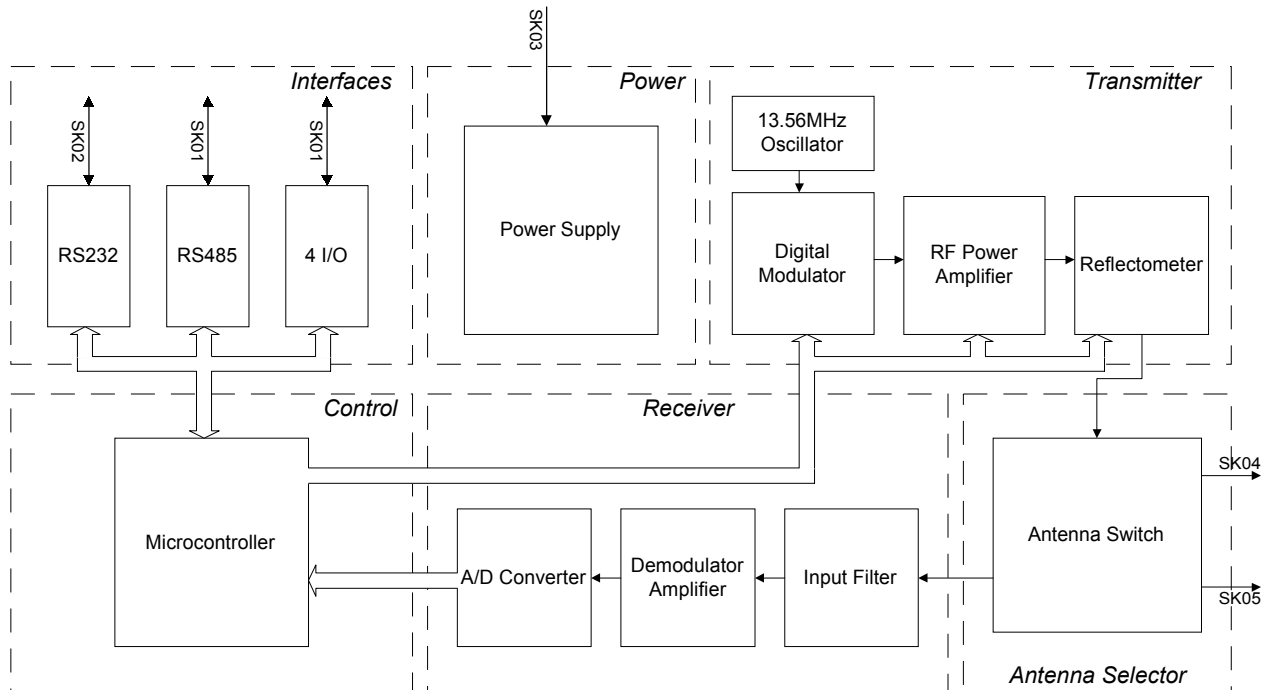 SK03
Interfaces
Power
Transmitter
SK02
SK01
SK01
13.56MHz
Oscillator
RS232
RS485
4 I/O
Power Supply
Digital
Modulator
RF Power
Amplifier
Reflectometer
Control
Receiver
Microcontroller
A/D Converter
Demodulator
Amplifier
Input Filter
Antenna Switch
SK04
SK05
Antenna Selector